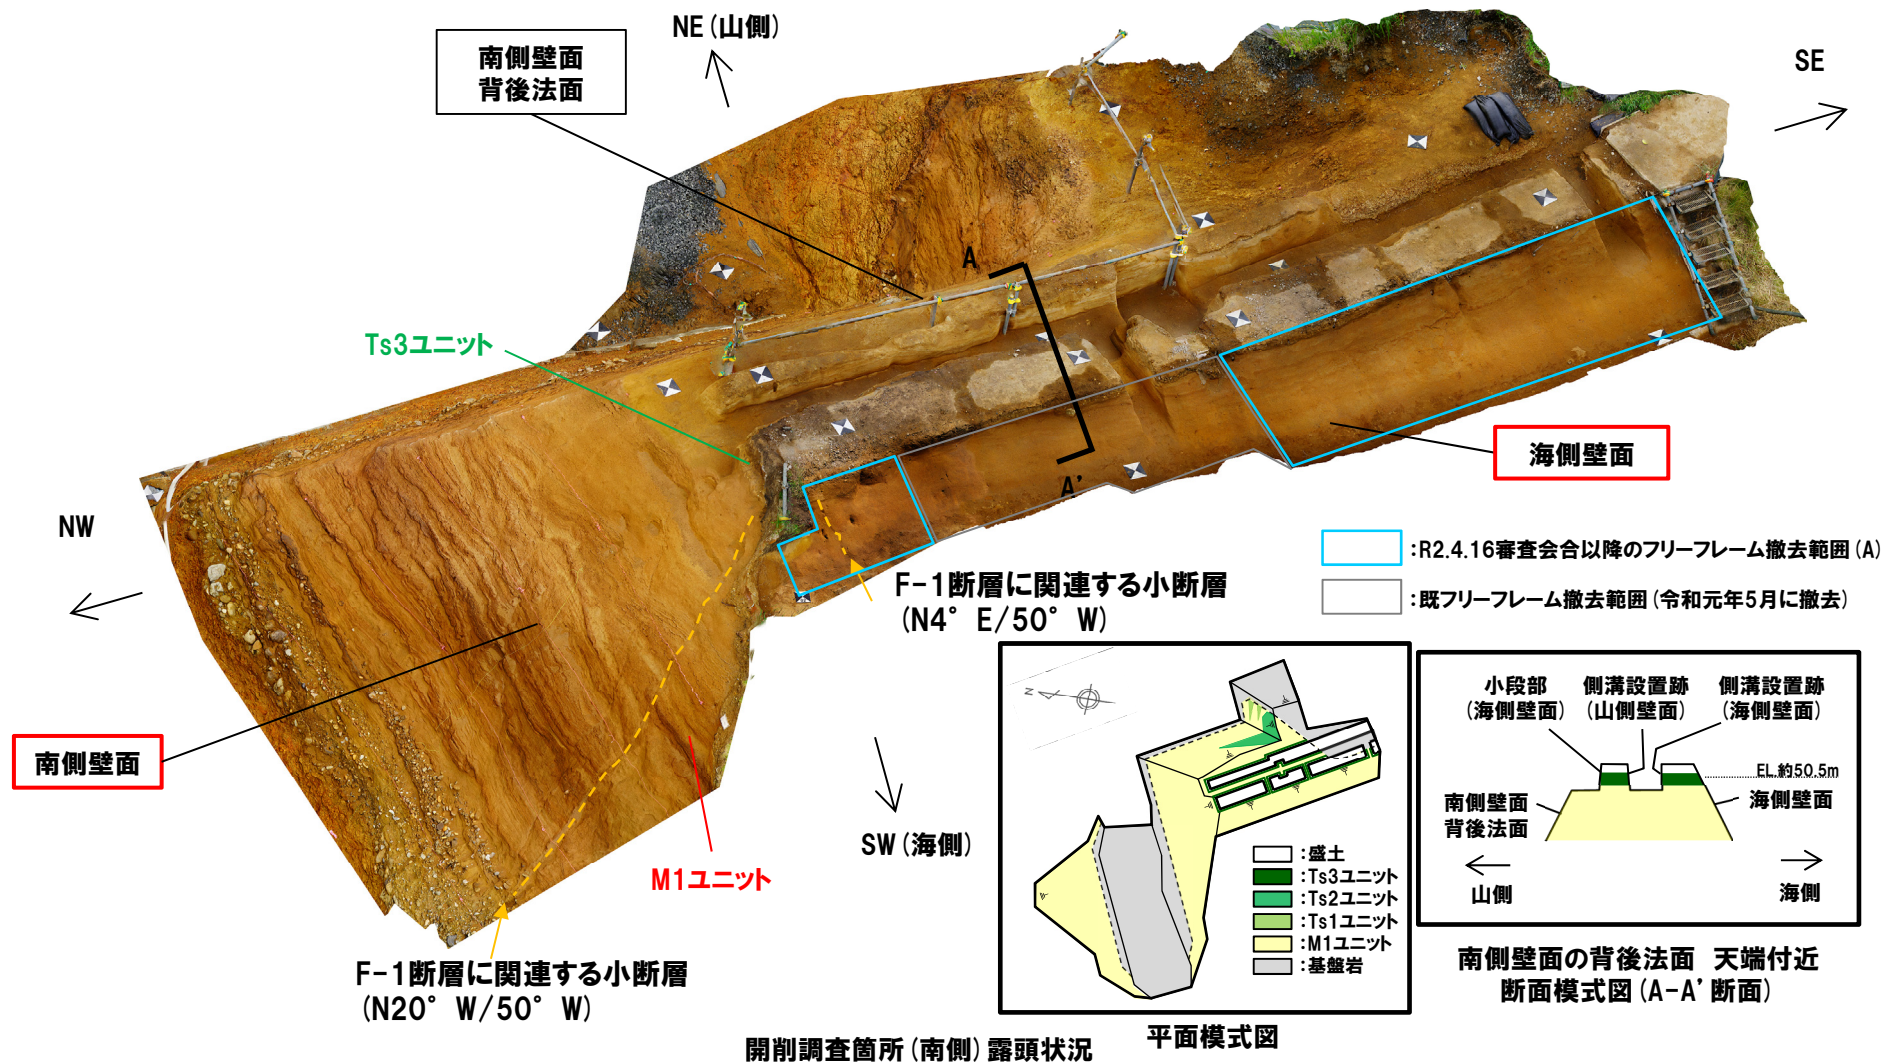 NE(山側)
SE
南側壁面
背後法面
A
Ts3ユニット
海側壁面
A'
NW
:R2.4.16審査会合以降のフリーフレーム撤去範囲(A)
:既フリーフレーム撤去範囲(令和元年5月に撤去)
F-1断層に関連する小断層
(N4°E/50°W)
南側壁面
SW(海側)
M1ユニット
F-1断層に関連する小断層
(N20°W/50°W)
N
:盛土
:Ts3ユニット
:Ts2ユニット
:Ts1ユニット
:M1ユニット
:基盤岩
平面模式図
小段部
(海側壁面)
側溝設置跡
(山側壁面)
側溝設置跡
(海側壁面)
EL.約50.5m
南側壁面
背後法面
海側壁面
山側
海側
南側壁面の背後法面 天端付近
断面模式図(A-A'断面)
開削調査箇所(南側)露頭状況